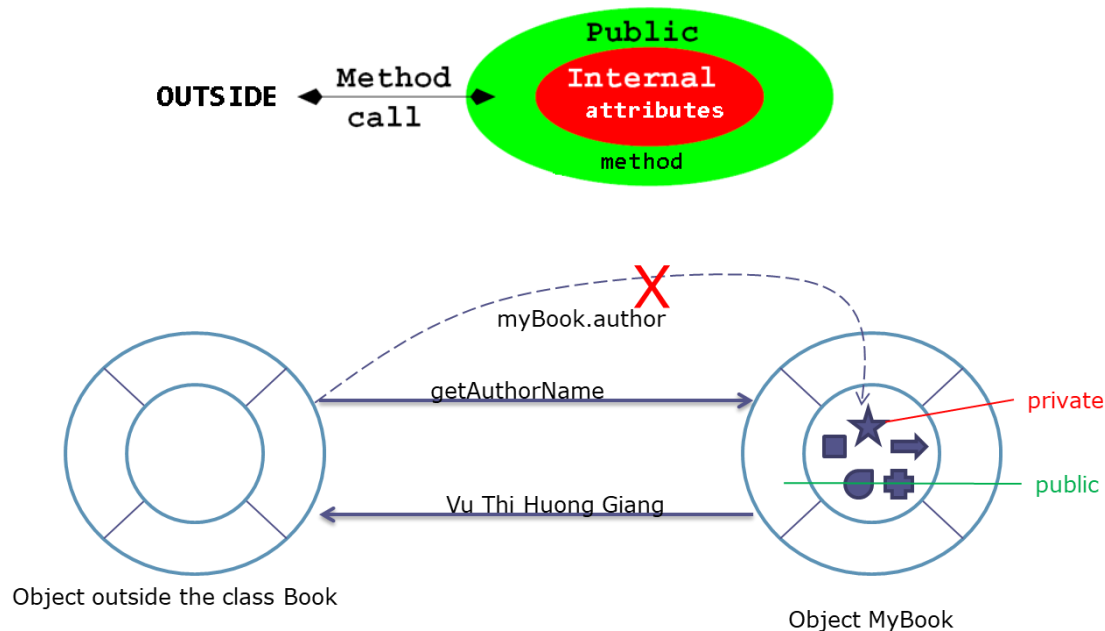 Public
Internal
attributes
method
OUTSIDE
Method
call
X
myBook.author
getAuthorName
private
public
Vu Thi Huong Giang
Object outside the class Book
Object MyBook